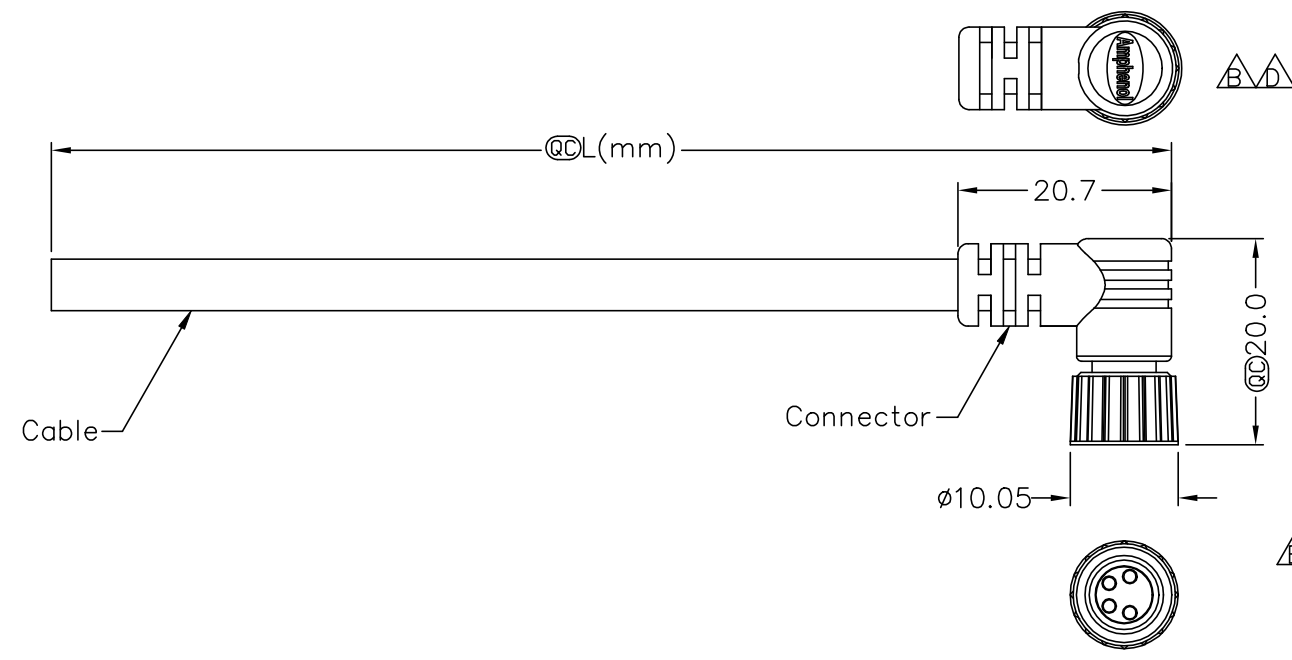 Amphenol
B D
QC L(mm)
20.7
QC 20.0
Cable
Connector
ø10.05